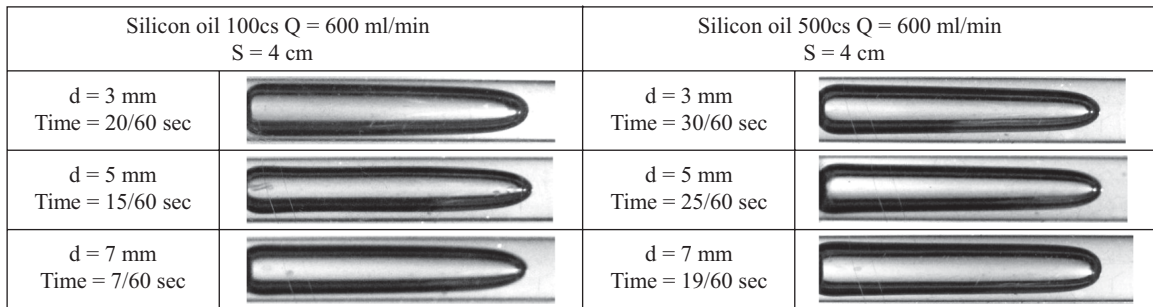 Silicon oil 100cs Q = 600 ml/min
S = 4 cm
Silicon oil 500cs Q = 600 ml/min
S = 4 cm
d = 3 mm
Time = 20/60 sec
d = 3 mm
Time = 30/60 sec
d = 5 mm
Time = 15/60 sec
d = 5 mm
Time = 25/60 sec
d = 7 mm
Time = 7/60 sec
d = 7 mm
Time = 19/60 sec